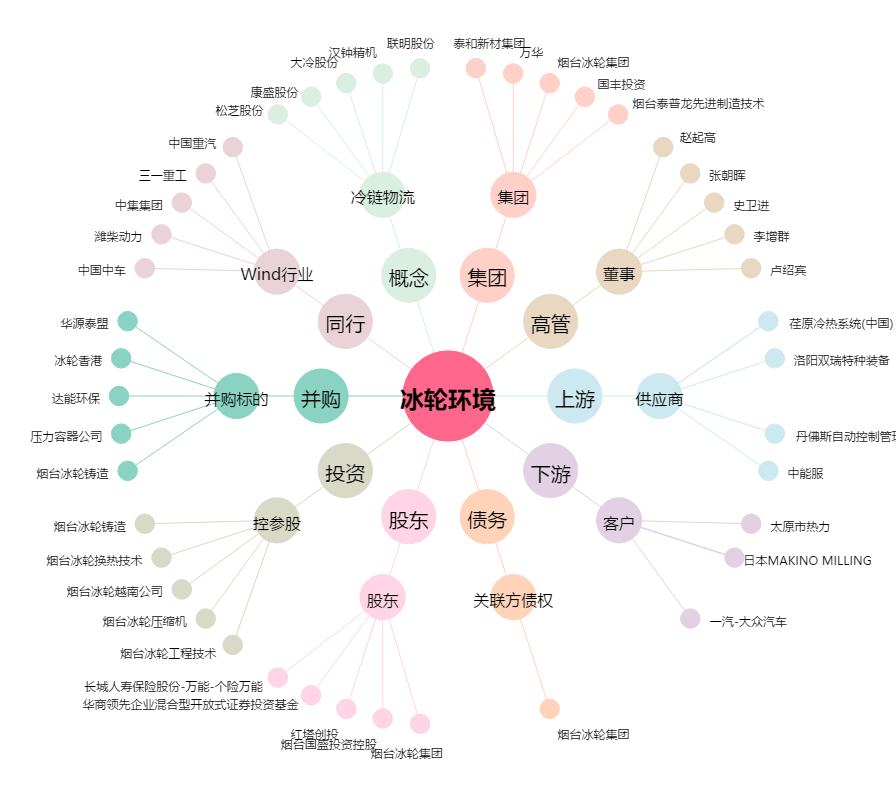 联明股份
泰和新材集团
汉钟精机
万华
大冷股份
烟台冰轮集团
康盛股份
国丰投资
松芝股份
烟台泰普龙先进制造技术
中国重汽
赵起高
三一重工
张朝晖
冷链物流
集团
中集集团
史卫进
潍柴动力
李增群
中国中车
Wind行业
概念
集团
董事
卢绍宾
华源泰盟
同行
高管
荏原冷热系统(中国)
冰轮香港
洛阳双瑞特种装备
达能环保
并购标的
并购
冰轮环境
上游
供应商
压力容器公司
丹佛斯自动控制管理
烟台冰轮铸造
投资
下游
中能服
烟台冰轮铸造
控参股
股东
债务
客户
太原市热力
烟台冰轮换热技术
日本MAKINO MILLING
烟台冰轮越南公司
股东
关联方债权
烟台冰轮压缩机
一汽-大众汽车
烟台冰轮工程技术
长城人寿保险股份-万能-个险万能
华商领先企业混合型开放式证券投资基金
红塔创投
烟台冰轮集团
烟台国盛投资控股
烟台冰轮集团